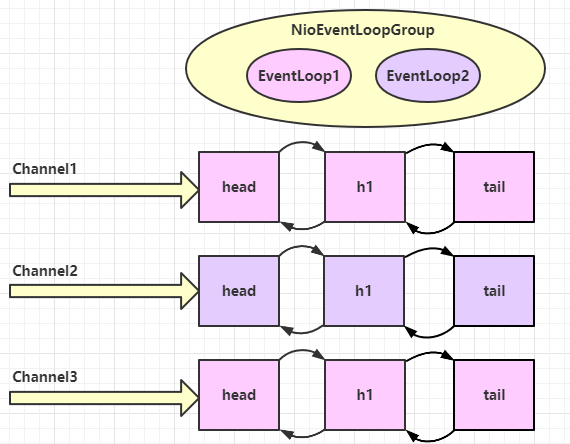 NioEventLoopGroup
EventLoop1 EventLoop2
Channel1
head h1 tail
Channel2
head h1 tail
Channel3
head h1 tail